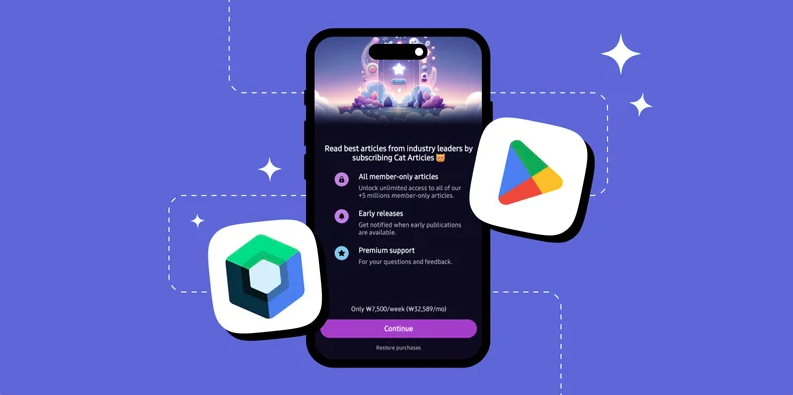 Read best articles from industry leaders by
subscribing Cat Articles 😻
All member-only articles
Unlock unlimited access to all of our
+5 millions member-only articles.
Early releases
Get notified when early publications
are available.
Premium support
For your questions and feedback.
Only ₩7,500/week (₩32,589/mo)
Continue
Restore purchases